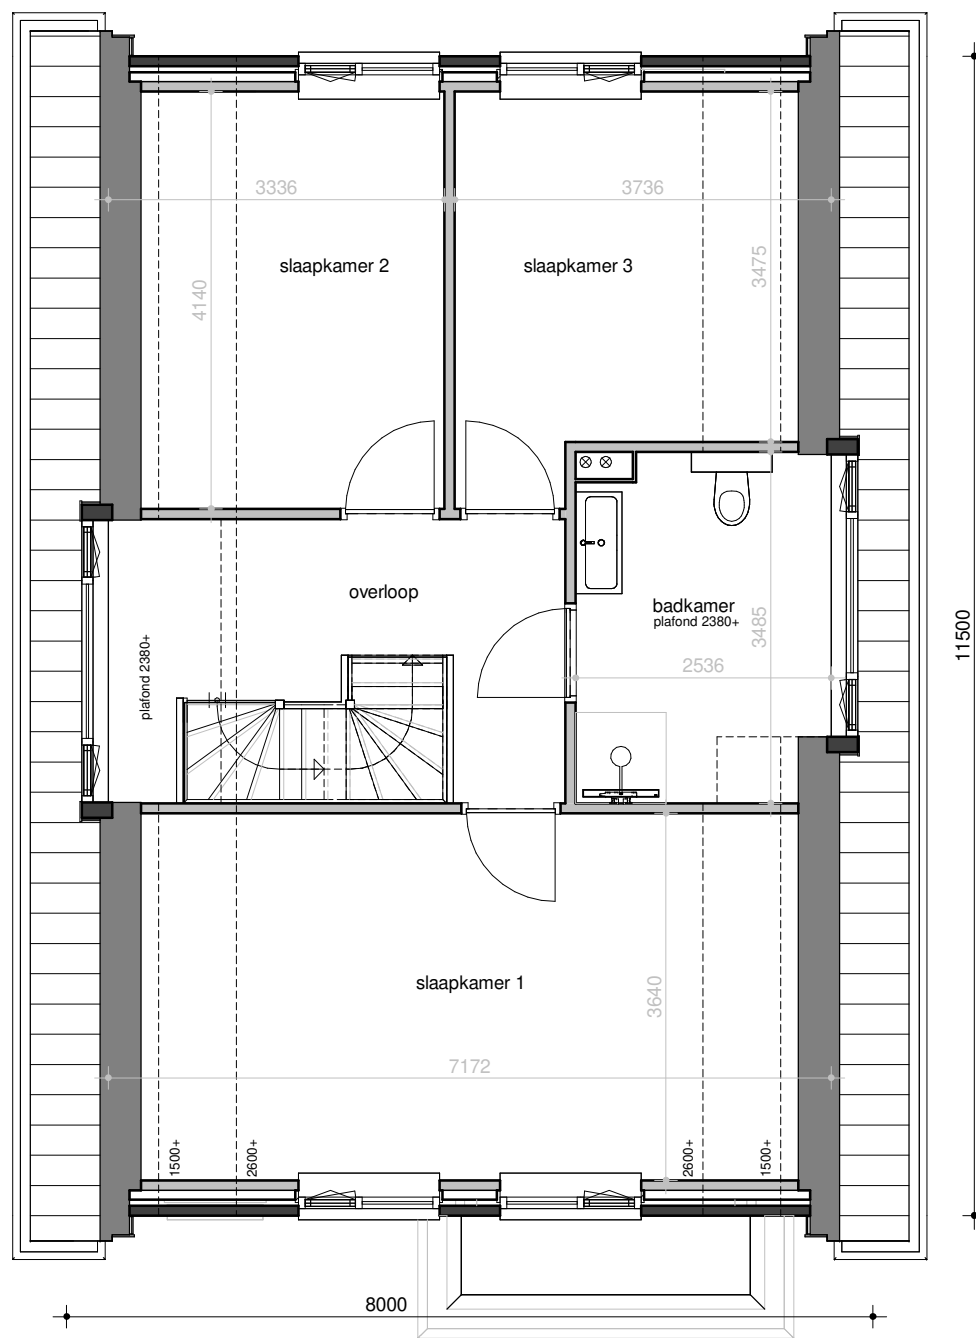 3336
3736
slaapkamer 2
slaapkamer 3
4140
3475
11500
overloop
badkamer
plafond 2380+
3485
2536
plafond 2380+
slaapkamer 1
3640
7172
1500+
2600+
2600+
1500+
8000